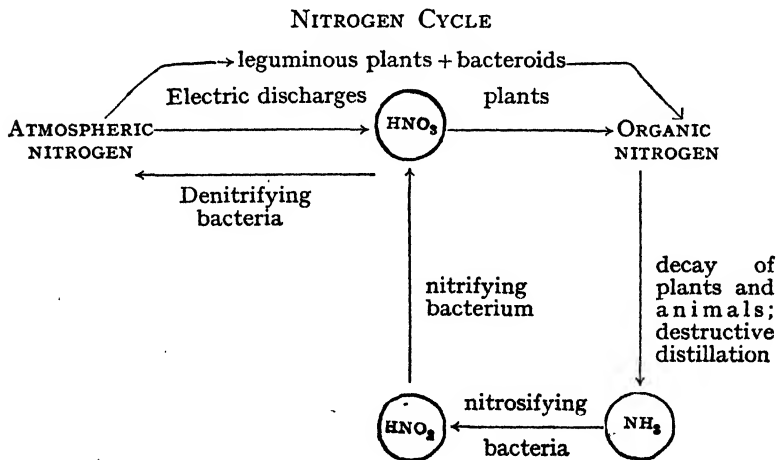 NITROGEN CYCLE
leguminous plants + bacteroids
Electric discharges
plants
ATMOSPHERIC
NITROGEN
HNO₃
ORGANIC
NITROGEN
Denitrifying
bacteria
nitrifying
bacterium
decay of
plants and
animals;
destructive
distillation
HNO₂
nitrosifying
bacteria
NH₃